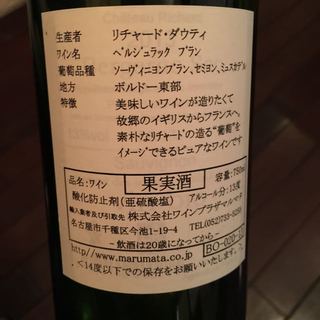 生産者 リチャード・ダウティ
ワイン名 ベルジュラック ブラン
葡萄品種 ソーヴィニヨンブラン、セミヨン、ミュスカデル
地方 ボルドー東部
特徴 美味しいワインが造りたくて
故郷のイギリスからフランスへ。
素朴なリチャードの造る“葡萄”を
イメージできるピュアなワインです
品名:ワイン 果実酒 容量:750ml
酸化防止剤(亜硫酸塩) アルコール分:13度
輸入業者及び引取先 株式会社ワインプラザマルマタ
名古屋市千種区今池1-19-4
－飲酒は20歳になってから－
http//www.marumata.co.jp
<14度以下での保存をお願いいたします。